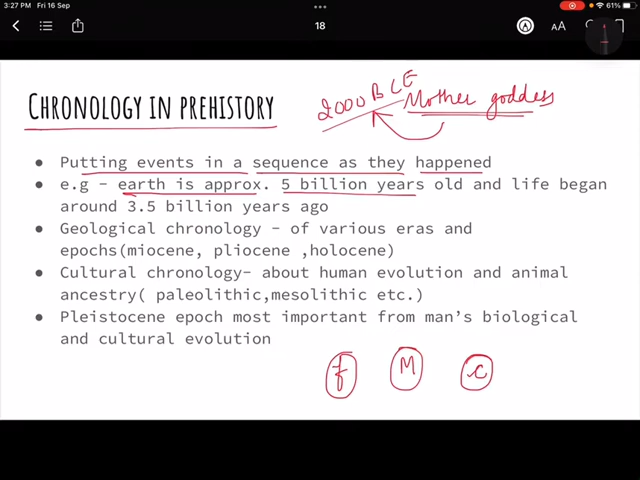 3:27 PM Fri 16 Sep
61%
18
AA
CHRONOLOGY IN PREHISTORY
2000 BCE
Mother goddess
● Putting events in a sequence as they happened
● e.g - earth is approx. 5 billion years old and life began
around 3.5 billion years ago
● Geological chronology - of various eras and
epochs(miocene, pliocene ,holocene)
● Cultural chronology- about human evolution and animal
ancestry( paleolithic,mesolithic etc.)
● Pleistocene epoch most important from man's biological
and cultural evolution
f M C